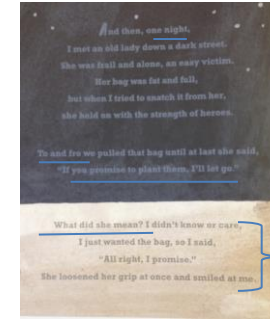 And then, one night,
I met an old lady down a dark street.
She was frail and alone, an easy victim.
Her bag was fat and full,
but when I tried to snatch it from her,
she held on with the strength of heroes.
To and fro we pulled that bag until at last she said,
"If you promise to plant them, I'll let go."
What did she mean? I didn't know or care,
I just wanted the bag, so I said,
"All right, I promise."
She loosened her grip at once and smiled at me.